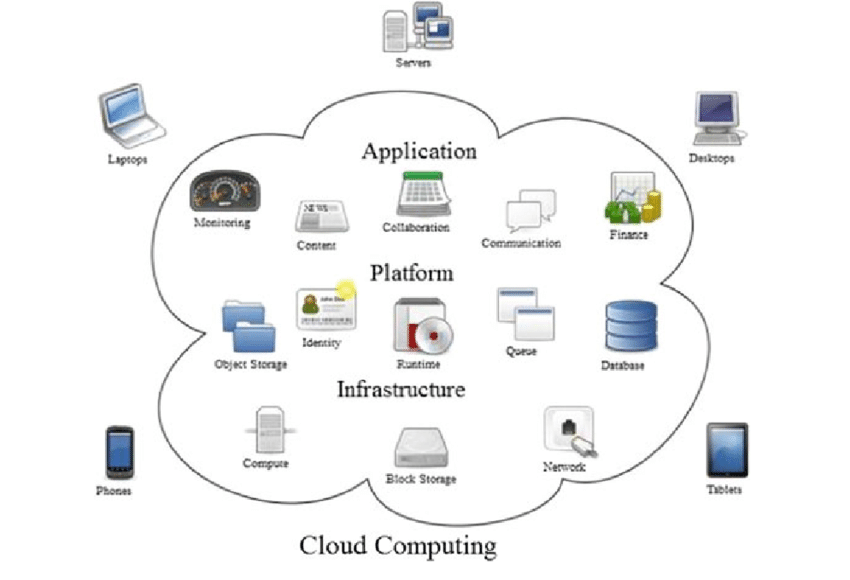 Servers
Laptops
Desktops
Application
Monitoring
NEWS
Content
Collaboration
Communication
Finance
Platform
John Doe
Object Storage
Identity
Runtime
Queue
Database
Infrastructure
Compute
Block Storage
Network
Phones
Tablets
Cloud Computing